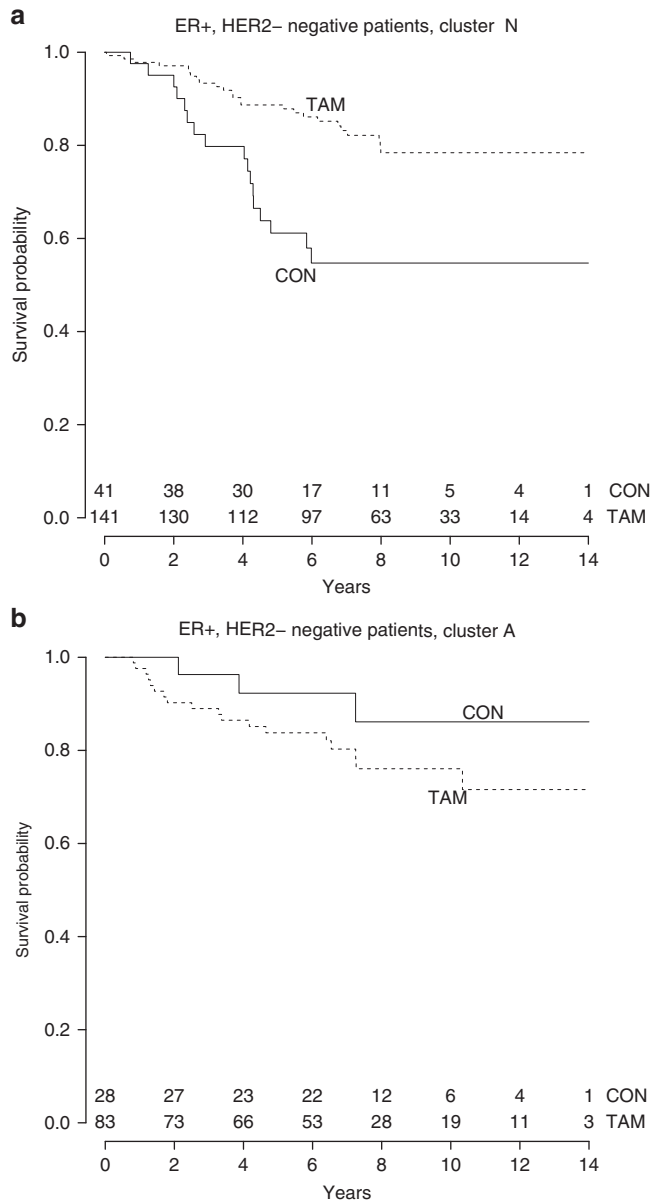 a
ER+, HER2− negative patients, cluster N
1.0
0.8
0.6
0.4
0.2
0.0
Survival probability
TAM
CON
41 38 30 17 11 5 4 1 CON
141 130 112 97 63 33 14 4 TAM
0 2 4 6 8 10 12 14
Years
b
ER+, HER2− negative patients, cluster A
1.0
0.8
0.6
0.4
0.2
0.0
Survival probability
CON
TAM
28 27 23 22 12 6 4 1 CON
83 73 66 53 28 19 11 3 TAM
0 2 4 6 8 10 12 14
Years